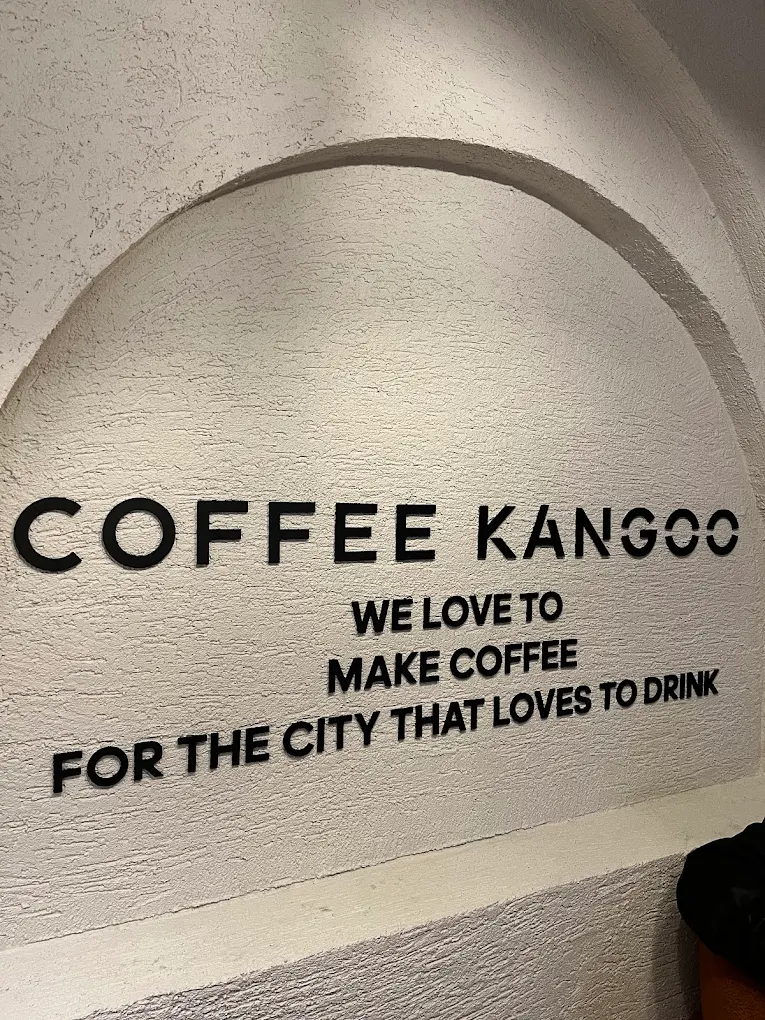 COFFEE KANGOO
WE LOVE TO
MAKE COFFEE
FOR THE CITY THAT LOVES TO DRINK